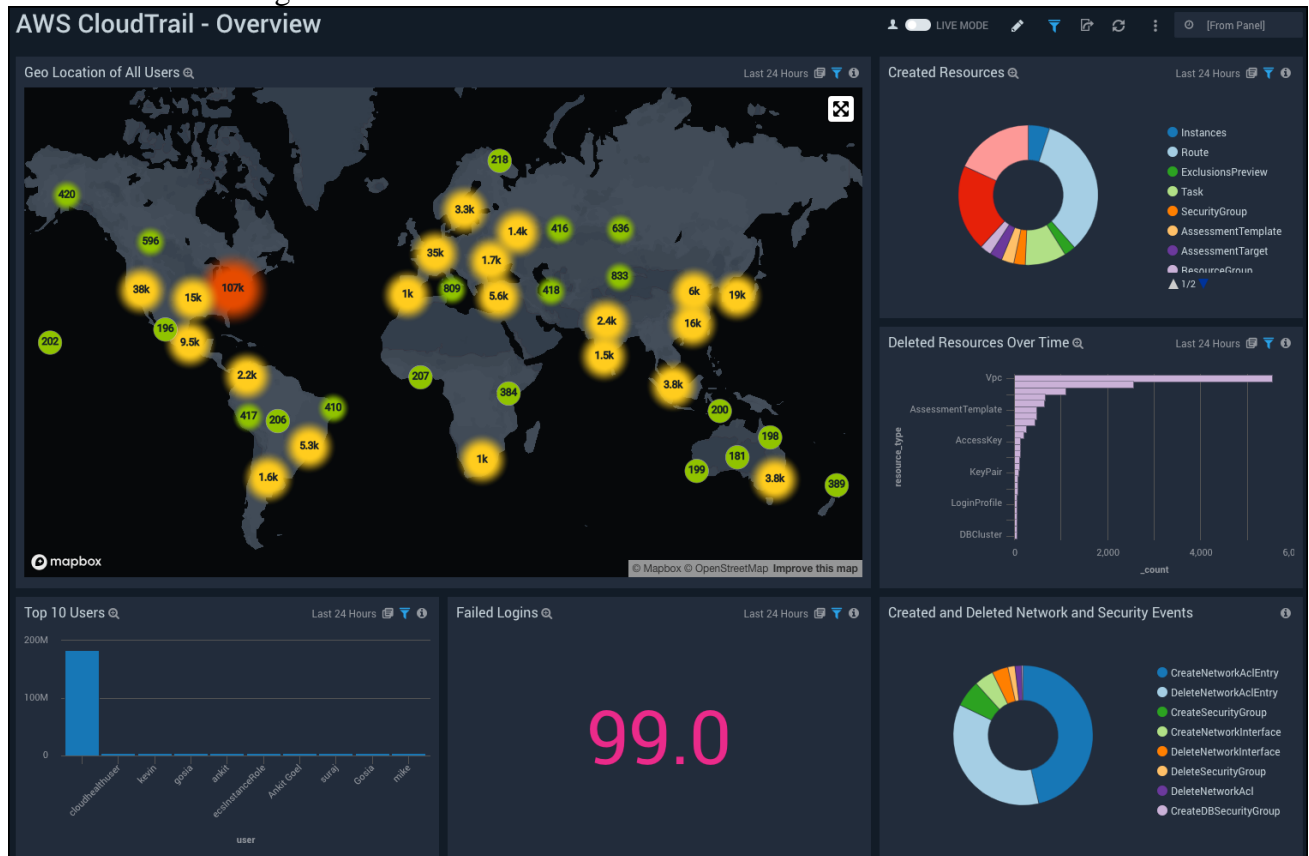 AWS CloudTrail - Overview
LIVE MODE
[From Panel]
Geo Location of All Users
Last 24 Hours
420
596
38k
15k
107k
196
9.5k
202
2.2k
417
206
410
5.3k
1.6k
218
3.3k
35k
1.4k
1.7k
416
636
833
1k
809
5.6k
418
6k
19k
2.4k
16k
1.5k
3.8k
207
384
200
198
181
199
1k
3.8k
389
mapbox
© Mapbox © OpenStreetMap Improve this map
Created Resources
Last 24 Hours
Instances
Route
ExclusionsPreview
Task
SecurityGroup
AssessmentTemplate
AssessmentTarget
ResourceGroup
1/2
Deleted Resources Over Time
Last 24 Hours
resource_type
Vpc
AssessmentTemplate
AccessKey
KeyPair
LoginProfile
DBCluster
0
2,000
4,000
6,0
_count
Top 10 Users
Last 24 Hours
200M
100M
0
cloudhealthuser
kevin
gosia
ankit
ecsInstanceRole
Ankit Goel
suraj
Gosia
mike
user
Failed Logins
Last 24 Hours
99.0
Created and Deleted Network and Security Events
CreateNetworkAclEntry
DeleteNetworkAclEntry
CreateSecurityGroup
CreateNetworkInterface
DeleteNetworkInterface
DeleteSecurityGroup
DeleteNetworkAcl
CreateDBSecurityGroup